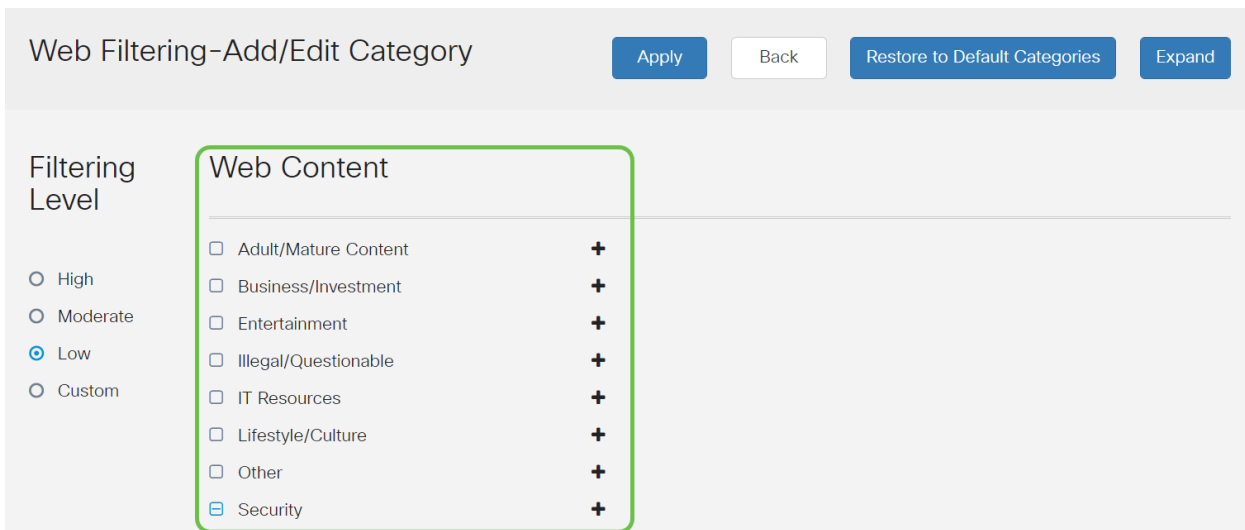 Web Filtering-Add/Edit Category
Apply
Back
Restore to Default Categories
Expand
Filtering
Level
High
Moderate
Low
Custom
Web Content
Adult/Mature Content
Business/Investment
Entertainment
Illegal/Questionable
IT Resources
Lifestyle/Culture
Other
Security